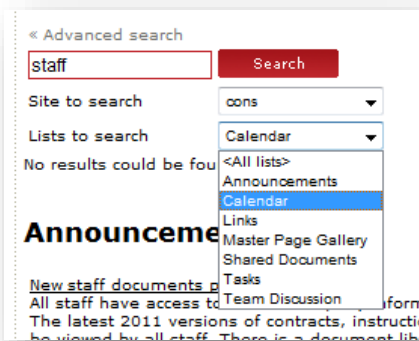 « Advanced search
staff Search
Site to search cons
Lists to search Calendar
No results could be fou
<All lists>
Announcements
Calendar
Links
Master Page Gallery
Shared Documents
Tasks
Team Discussion
Announceme
New staff documents p
All staff have access to
The latest 2011 versions of contracts, instructi
be viewed by all staff. There is a document lib